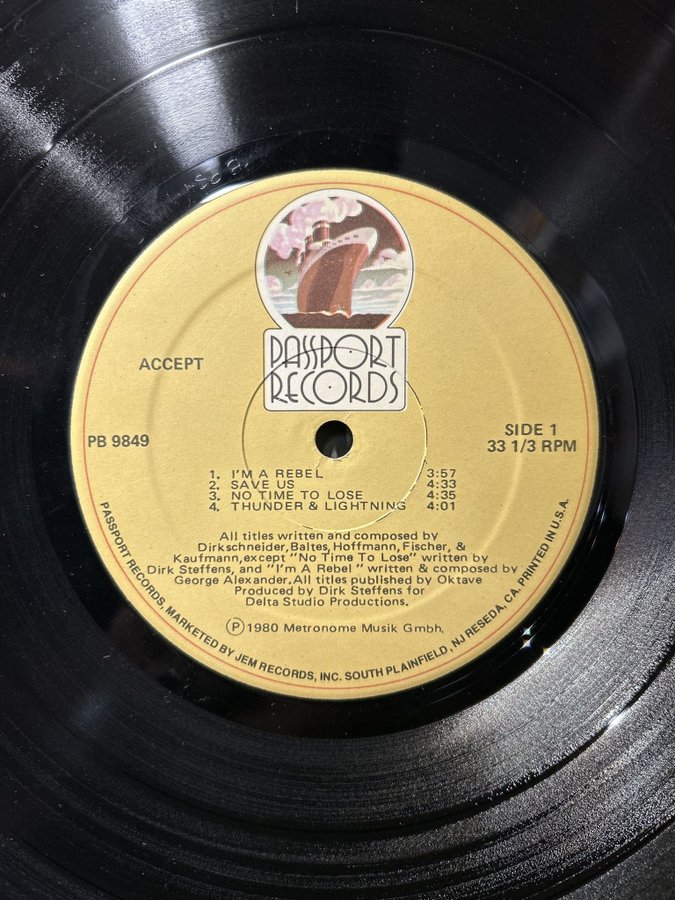 PASSPORT
RECORDS
ACCEPT
PB 9849
SIDE 1
33 1/3 RPM
1. I'M A REBEL 3:57
2. SAVE US 4:33
3. NO TIME TO LOSE 4:35
4. THUNDER & LIGHTNING 4:01
All titles written and composed by
Dirkschneider, Baltes, Hoffmann, Fischer, &
Kaufmann,except "No Time To Lose" written by
Dirk Steffens, and "I'm A Rebel " written & composed by
George Alexander.All titles published by Oktave
Produced by Dirk Steffens for
Delta Studio Productions.
Ⓟ 1980 Metronome Musik Gmbh.
PASSPORT RECORDS, MARKETED BY JEM RECORDS, INC. SOUTH PLAINFIELD, NJ RESEDA, CA. PRINTED IN U.S.A.